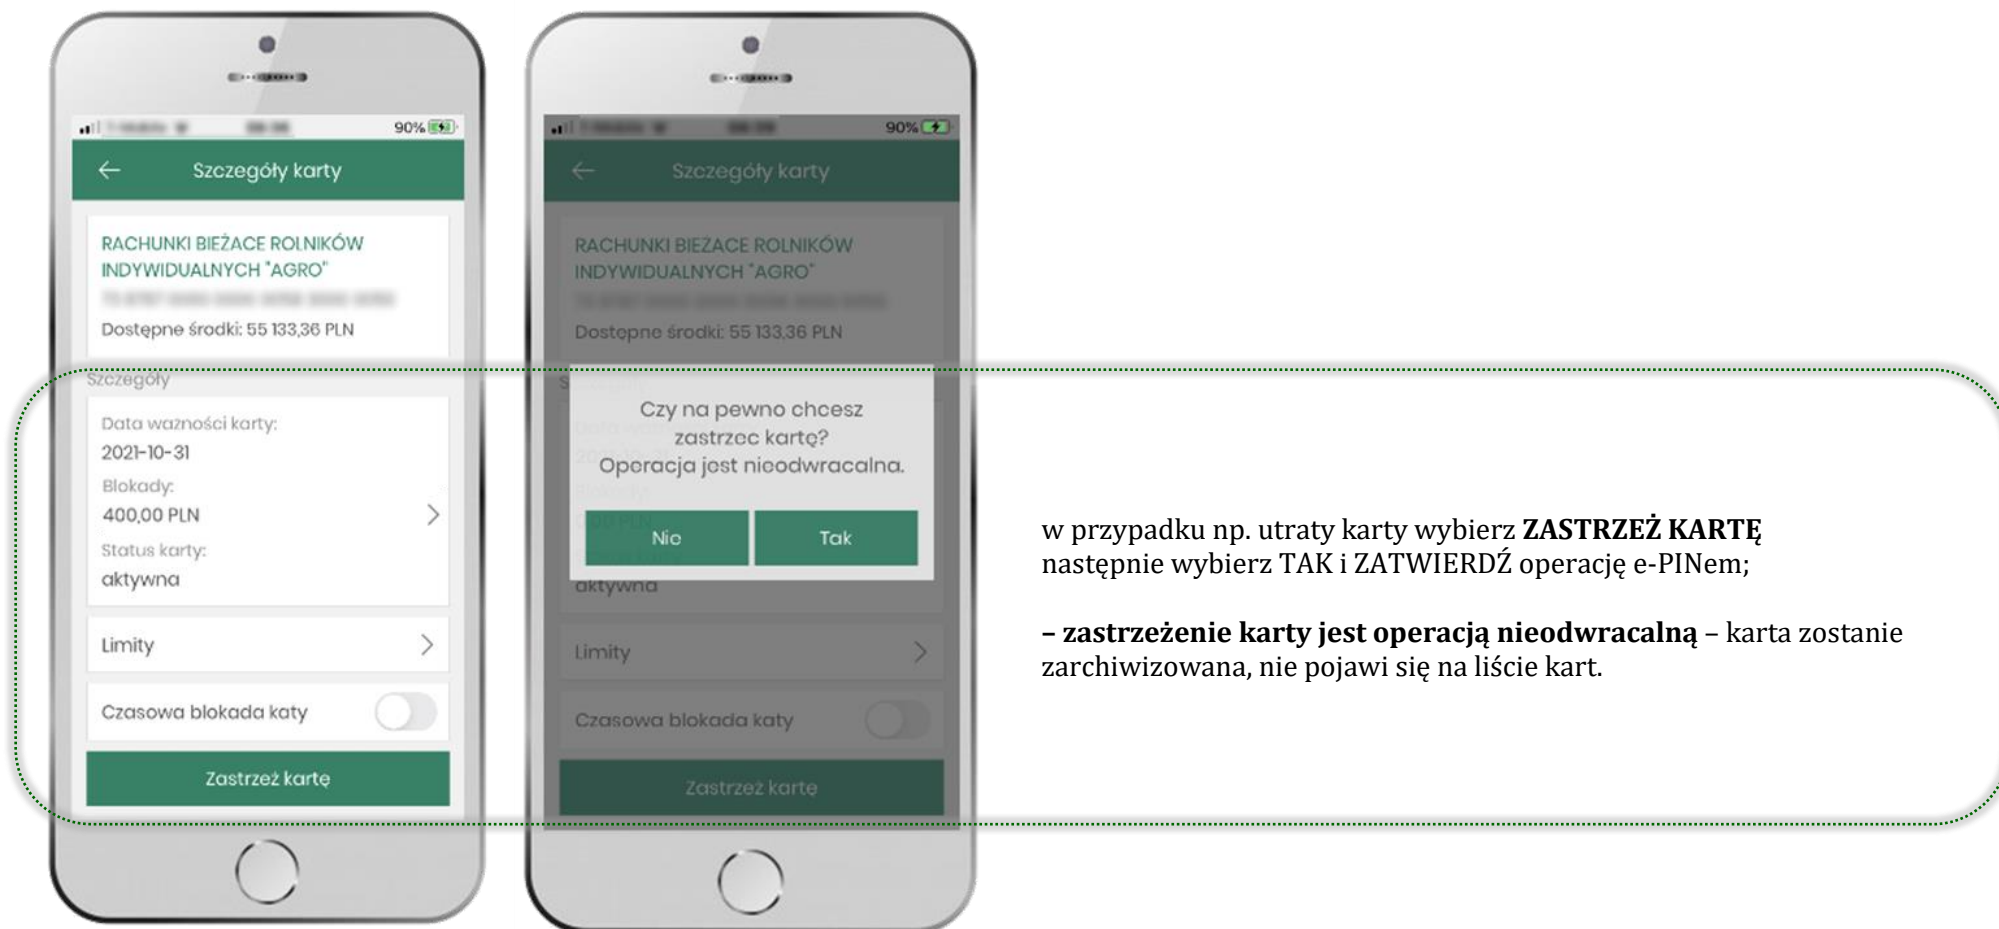 90%
Szczegóły karty
RACHUNKI BIEŻACE ROLNIKÓW
INDYWIDUALNYCH "AGRO"
Dostępne środki: 55 133,36 PLN
Szczegóły
Data ważności karty:
2021-10-31
Blokady:
400,00 PLN
Status karty:
aktywna
Limity
Czasowa blokada katy
Zastrzeż kartę
90%
Szczegóły karty
RACHUNKI BIEŻACE ROLNIKÓW
INDYWIDUALNYCH "AGRO"
Dostępne środki: 55 133,36 PLN
Czy na pewno chcesz
zastrzec kartę?
Operacja jest nieodwracalna.
Nie
Tak
aktywna
Limity
Czasowa blokada katy
Zastrzeż kartę
w przypadku np. utraty karty wybierz ZASTRZEŻ KARTĘ
następnie wybierz TAK i ZATWIERDŹ operację e-PINem;
– zastrzeżenie karty jest operacją nieodwracalną – karta zostanie
zarchiwizowana, nie pojawi się na liście kart.